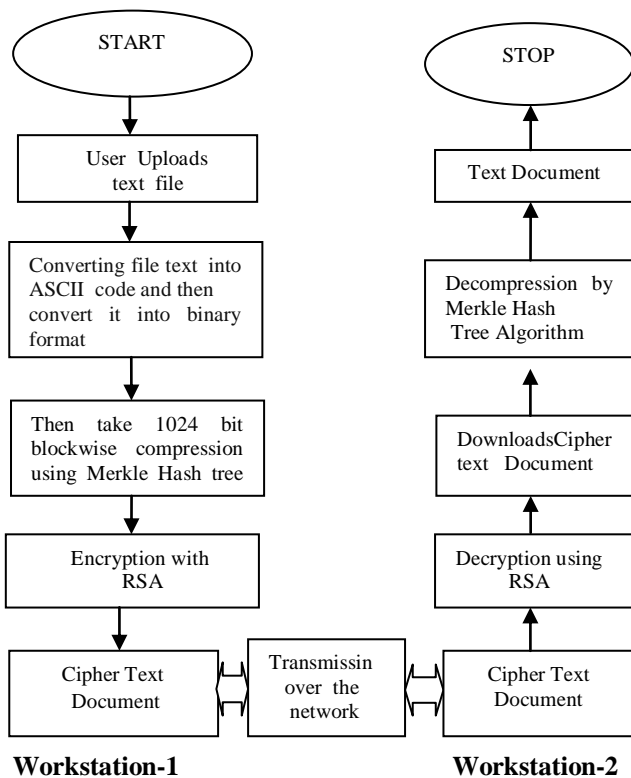 START
User Uploads
text file
Converting file text into
ASCII code and then
convert it into binary
format
Then take 1024 bit
blockwise compression
using Merkle Hash tree
Encryption with
RSA
Cipher Text
Document
Workstation-1
Transmissin
over the
network
STOP
Text Document
Decompression by
Merkle Hash
Tree Algorithm
DownloadsCipher
text Document
Decryption using
RSA
Cipher Text
Document
Workstation-2